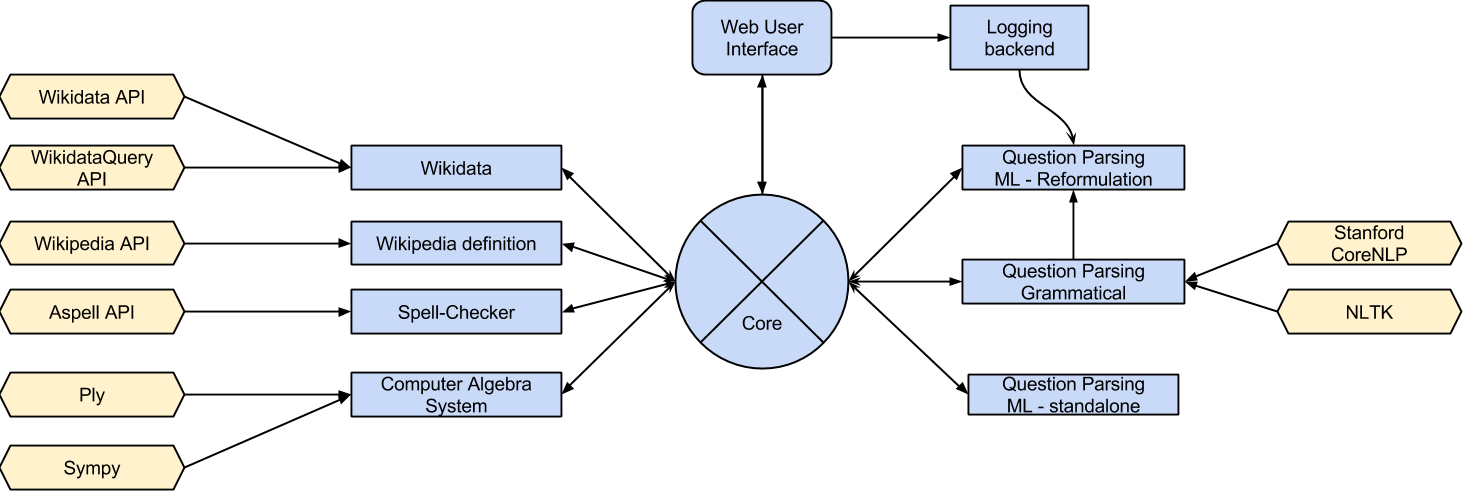 Web User
Interface
Logging
backend
Wikidata API
WikidataQuery
API
Wikidata
Question Parsing
ML - Reformulation
Wikipedia API
Wikipedia definition
Stanford
CoreNLP
Question Parsing
Grammatical
Aspell API
Spell-Checker
Core
NLTK
Ply
Computer Algebra
System
Question Parsing
ML - standalone
Sympy